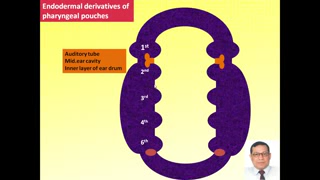 Endodermal derivatives of
pharyngeal pouches
Auditory tube
Mid.ear cavity
Inner layer of ear drum
1st
2nd
3rd
4th
6th